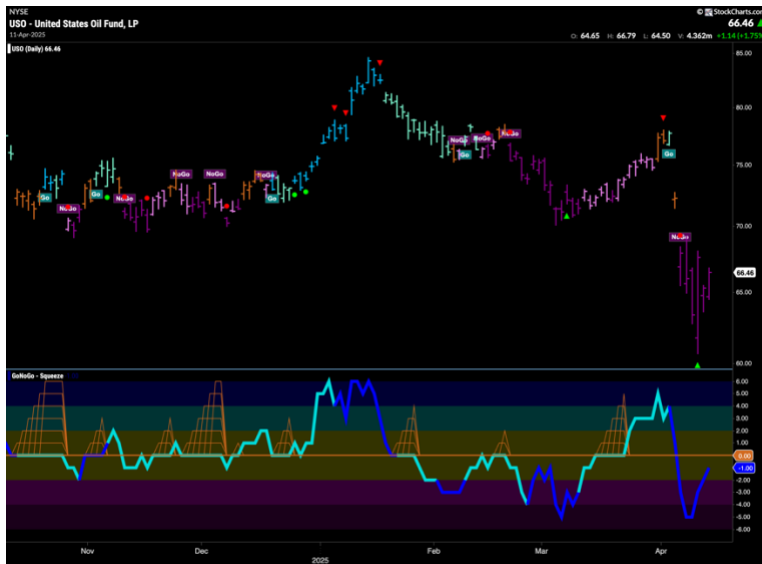 NYSE
© StockCharts.com
USO - United States Oil Fund, LP
66.46
11-Apr-2025
O: 64.65 H: 66.79 L: 64.50 V: 4.362m +1.14 (+1.75%
USO (Daily) 66.46
85.00
80.00
75.00
70.00
66.46
65.00
60.00
Go
NoGo
Go
NoGo
NoGo
NoGo
NoGo
Go
NoGo
Go
NoGo
NoGo
Go
NoGo
GoNoGo - Squeeze
6.00
5.00
4.00
3.00
2.00
1.00
0.00
-1.00
-2.00
-3.00
-4.00
-5.00
-6.00
Nov Dec 2025 Feb Mar Apr